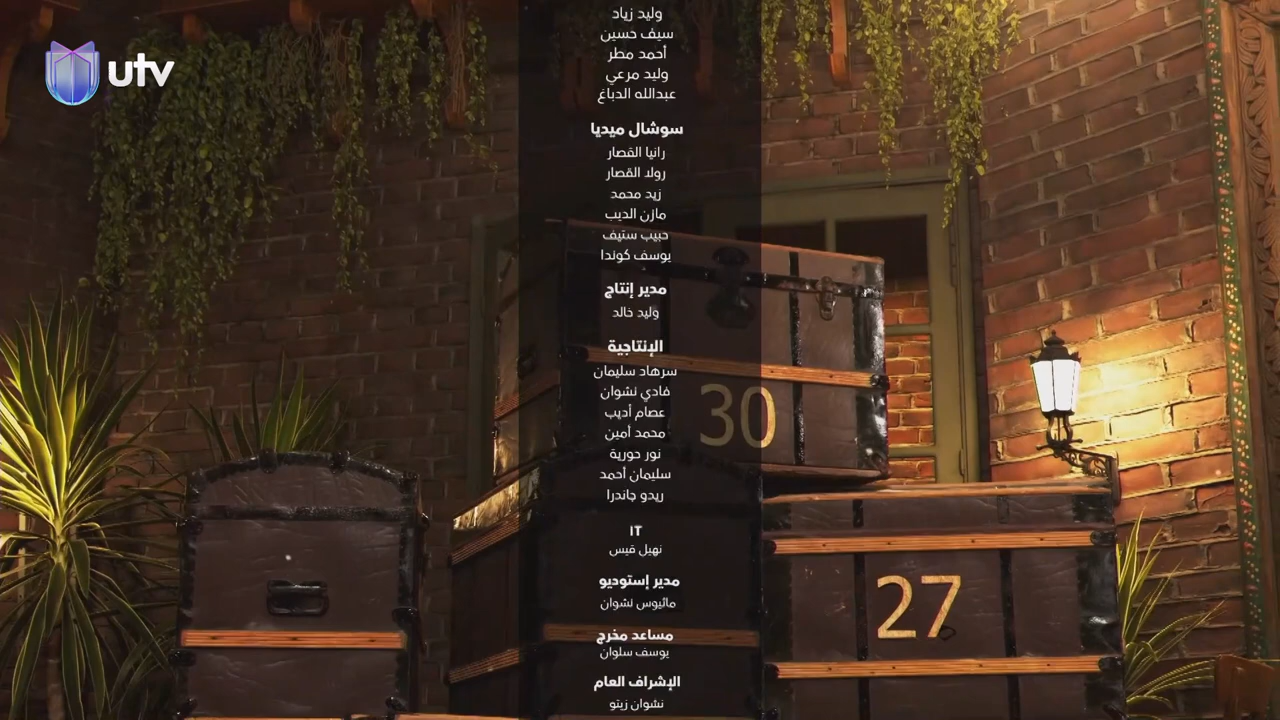 utv
وليد زياد
سيف حسين
أحمد مطر
وليد مرعي
عبدالله الدباغ
سوشال ميديا
رانيا القصار
رولا القصار
زيد محمد
مازن الديب
حبيب ستيف
يوسف كوندا
مدير إنتاج
وليد خالد
الإنتاجية
سرهاد سليمان
فادي نشوان
عصام أديب
محمد أمين
نور حورية
سليمان أحمد
ريدو چاندرا
IT
نهيل قيس
مدير إستوديو
ماثيوس نشوان
مساعد مخرج
يوسف سلوان
الإشراف العام
نشوان زيتو
30
27